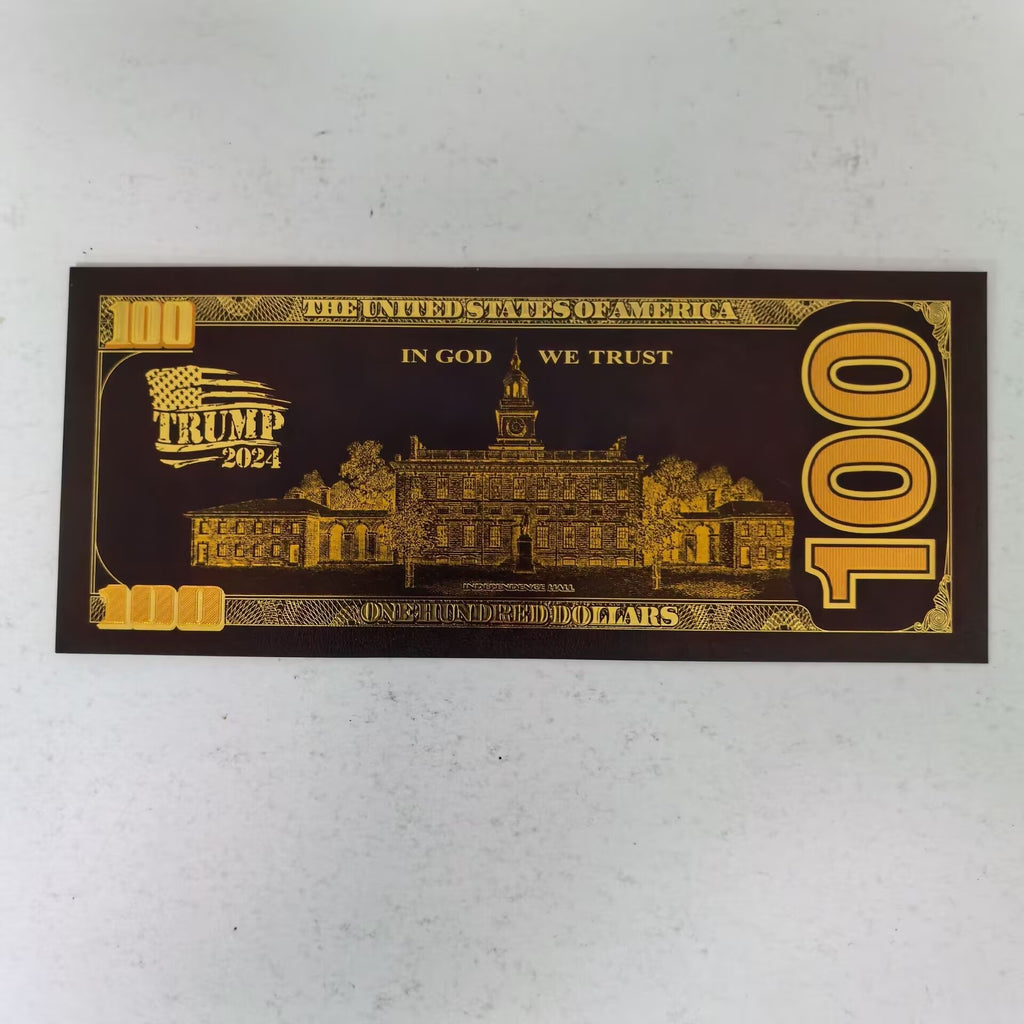 100
THE UNITED STATES OF AMERICA
IN GOD WE TRUST
TRUMP
2024
100
INDEPENDENCE HALL
100
ONE HUNDRED DOLLARS